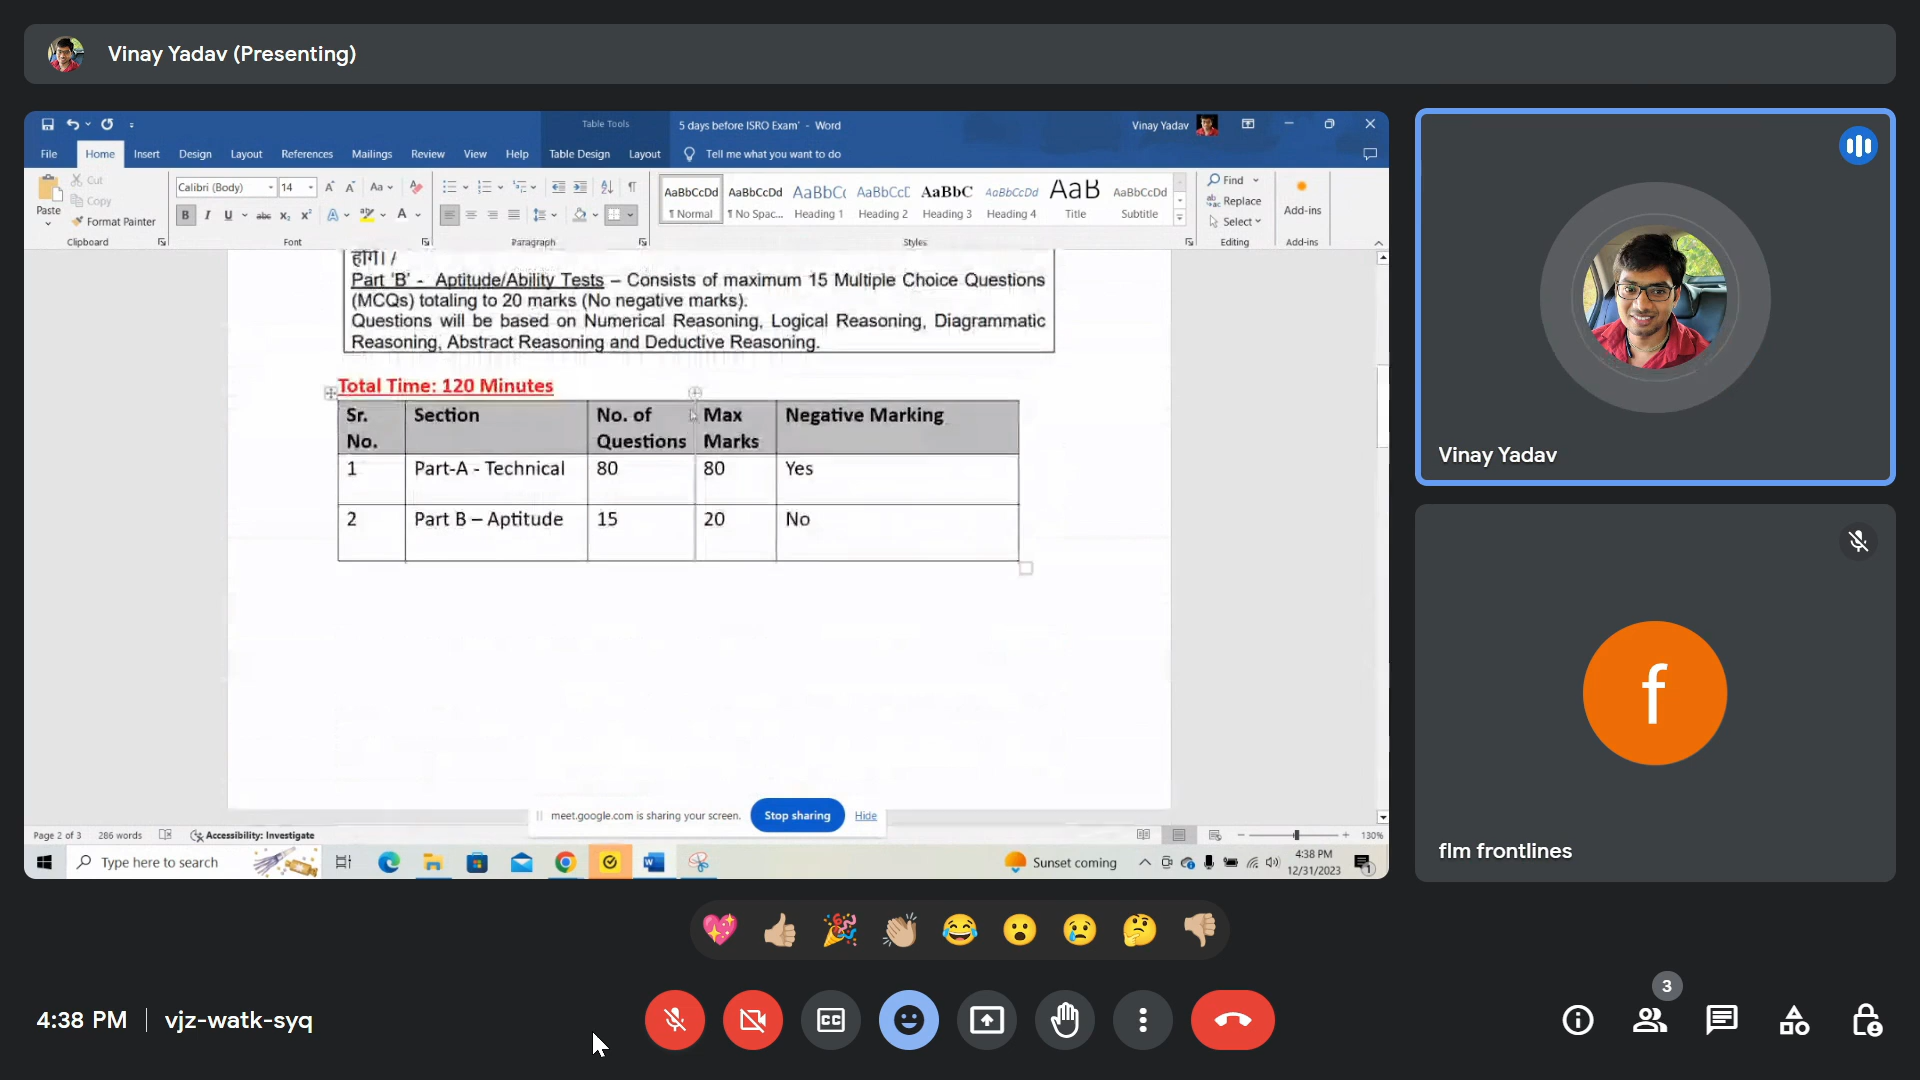 Vinay Yadav (Presenting)
Table Tools
5 days before ISRO Exam' - Word
Vinay Yadav
File Home Insert Design Layout References Mailings Review View Help Table Design Layout Tell me what you want to do
Paste
Cut
Copy
Format Painter
Clipboard
Calibri (Body) 14
Font
Paragraph
AaBbCcDd AaBbCcDd AaBbC AaBbCcD AaBbC AaBbCcDd AaB AaBbCcDd
¶ Normal ¶ No Spac... Heading 1 Heading 2 Heading 3 Heading 4 Title Subtitle
Styles
Find
Replace
Select
Editing
Add-ins
Add-ins
होंगे। /
Part 'B' - Aptitude/Ability Tests – Consists of maximum 15 Multiple Choice Questions
(MCQs) totaling to 20 marks (No negative marks).
Questions will be based on Numerical Reasoning, Logical Reasoning, Diagrammatic
Reasoning, Abstract Reasoning and Deductive Reasoning.
Total Time: 120 Minutes
Sr. No. Section No. of Questions Max Marks Negative Marking
1 Part-A - Technical 80 80 Yes
2 Part B – Aptitude 15 20 No
meet.google.com is sharing your screen. Stop sharing Hide
Page 2 of 3 286 words Accessibility: Investigate 130%
Type here to search
Sunset coming
4:38 PM
12/31/2023
1
Vinay Yadav
f
flm frontlines
4:38 PM | vjz-watk-syq
CC
3